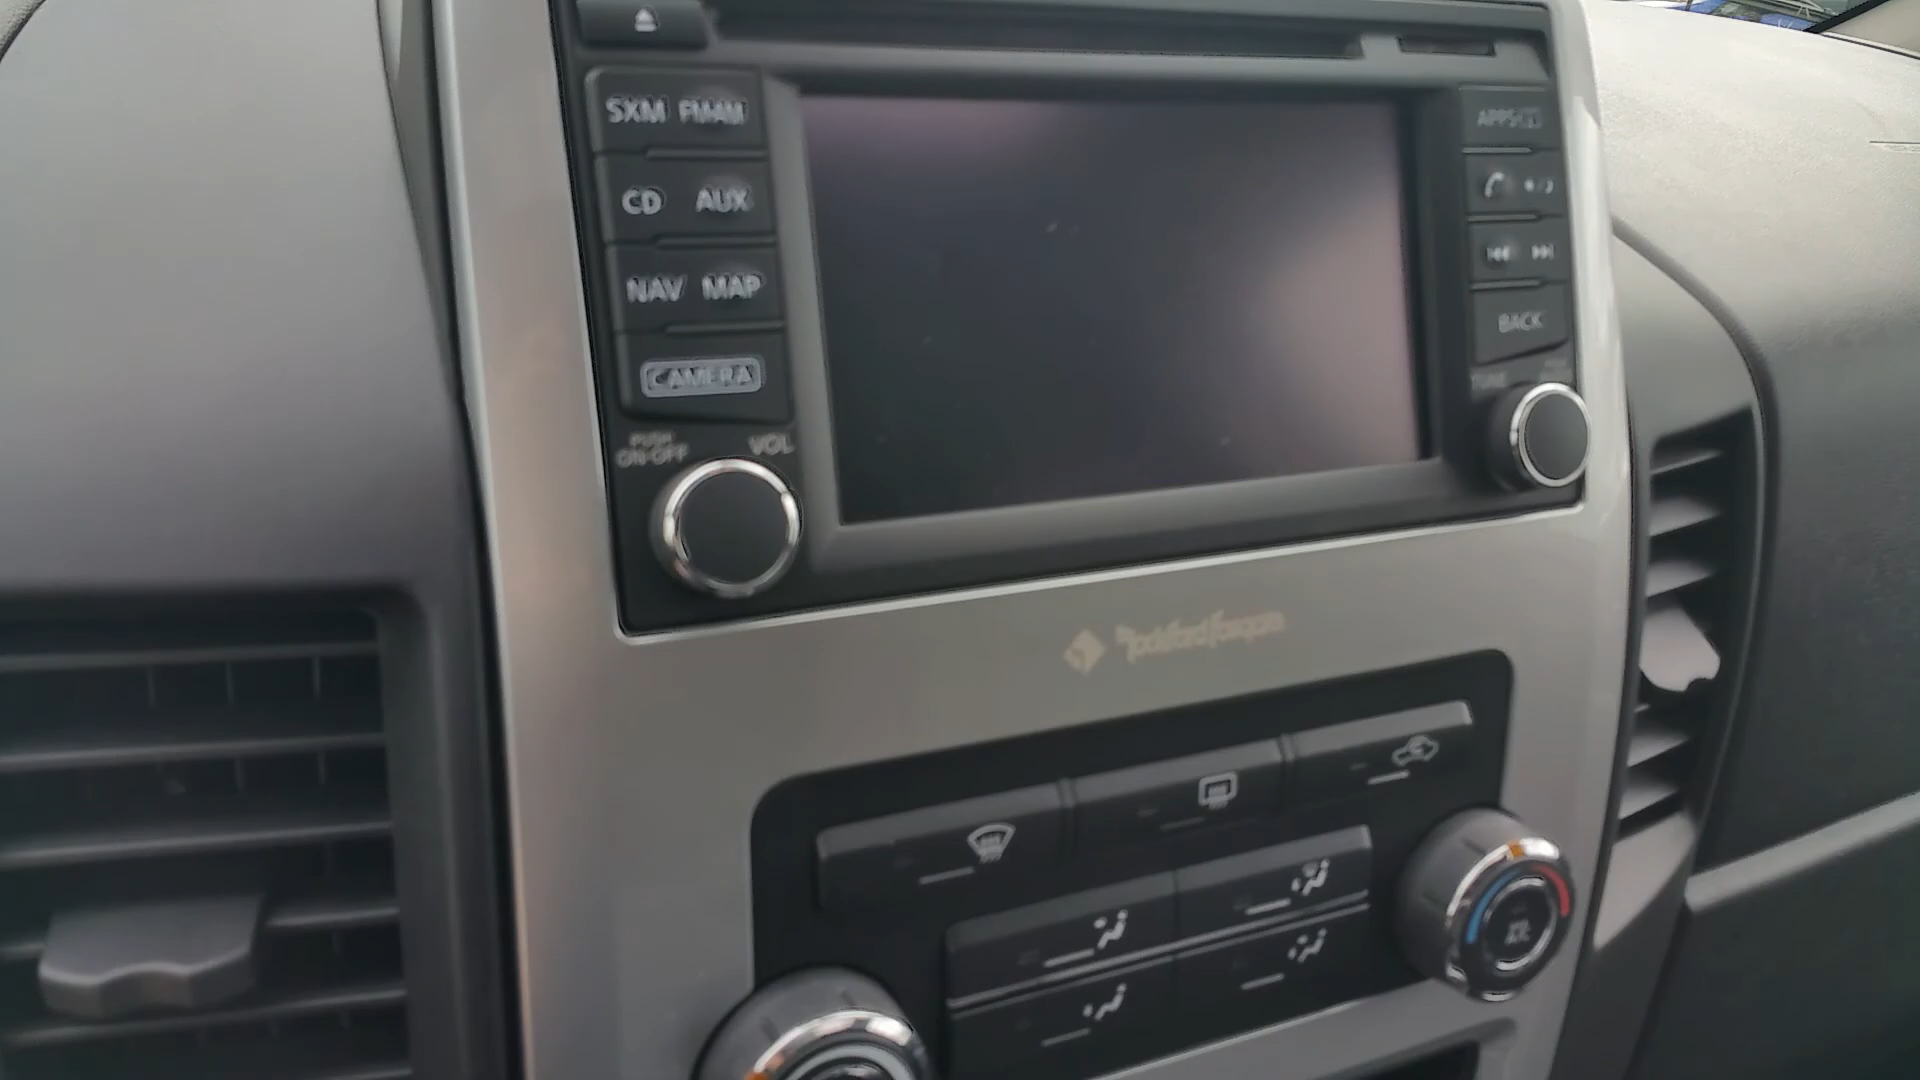 SXM FM·AM
CD AUX
NAV MAP
CAMERA
PUSH
ON·OFF
VOL
APPS
BACK
TUNE
Rockford Fosgate